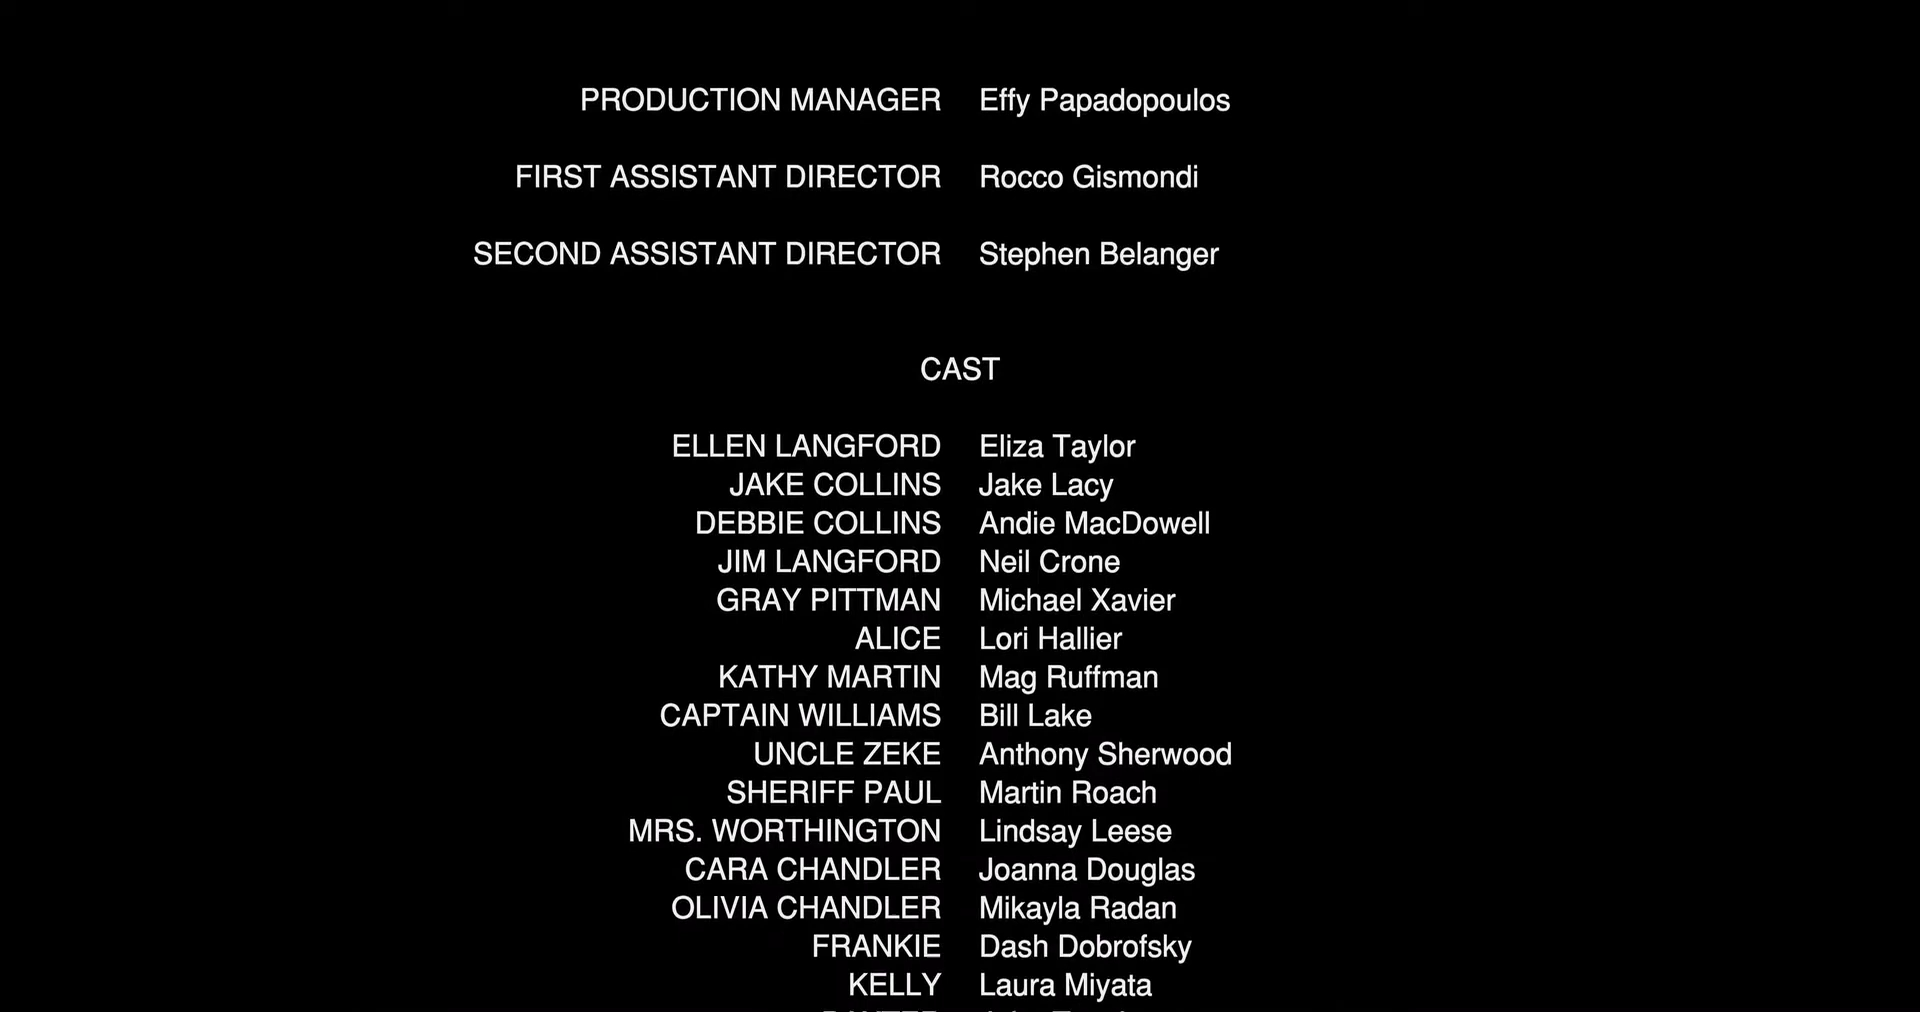 PRODUCTION MANAGER Effy Papadopoulos
FIRST ASSISTANT DIRECTOR Rocco Gismondi
SECOND ASSISTANT DIRECTOR Stephen Belanger
CAST
ELLEN LANGFORD Eliza Taylor
JAKE COLLINS Jake Lacy
DEBBIE COLLINS Andie MacDowell
JIM LANGFORD Neil Crone
GRAY PITTMAN Michael Xavier
ALICE Lori Hallier
KATHY MARTIN Mag Ruffman
CAPTAIN WILLIAMS Bill Lake
UNCLE ZEKE Anthony Sherwood
SHERIFF PAUL Martin Roach
MRS. WORTHINGTON Lindsay Leese
CARA CHANDLER Joanna Douglas
OLIVIA CHANDLER Mikayla Radan
FRANKIE Dash Dobrofsky
KELLY Laura Miyata